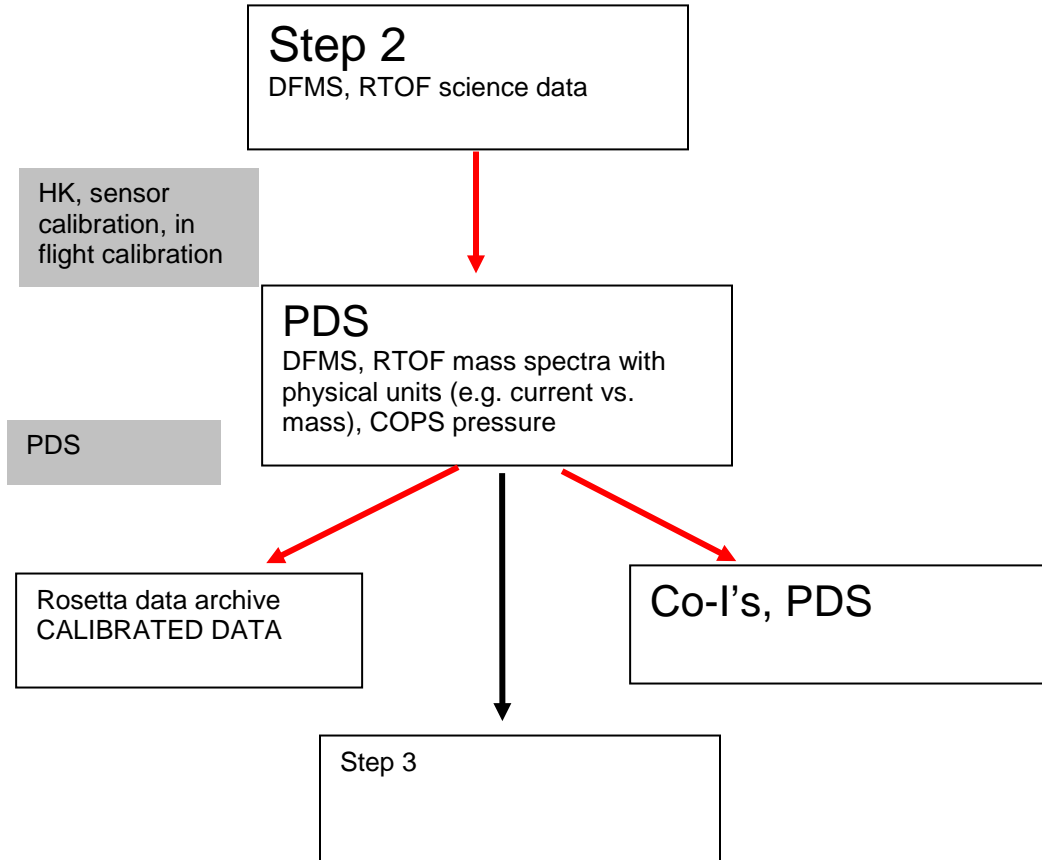 Step 2
DFMS, RTOF science data
HK, sensor
calibration, in
flight calibration
PDS
DFMS, RTOF mass spectra with
physical units (e.g. current vs.
mass), COPS pressure
PDS
Rosetta data archive
CALIBRATED DATA
Co-I's, PDS
Step 3